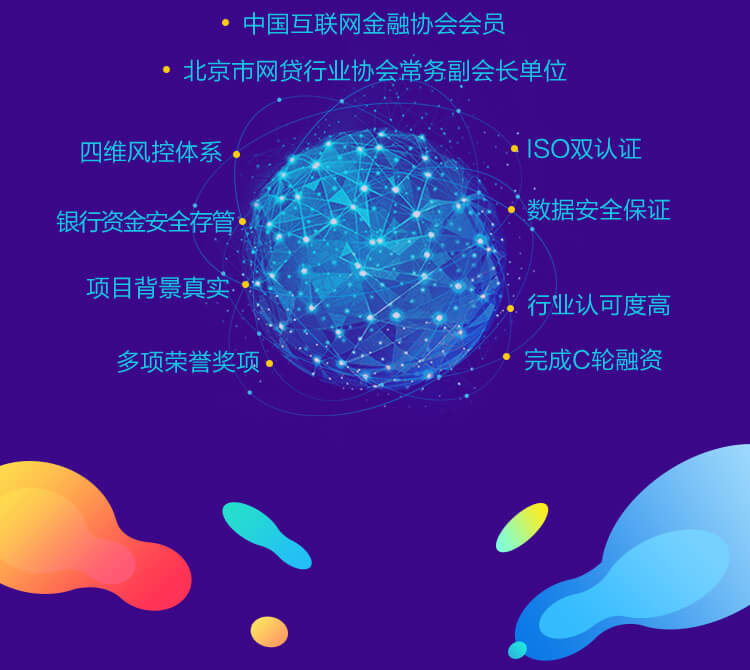 中国互联网金融协会会员
北京市网贷行业协会常务副会长单位
四维风控体系
ISO双认证
银行资金安全存管
数据安全保证
项目背景真实
行业认可度高
多项荣誉奖项
完成C轮融资